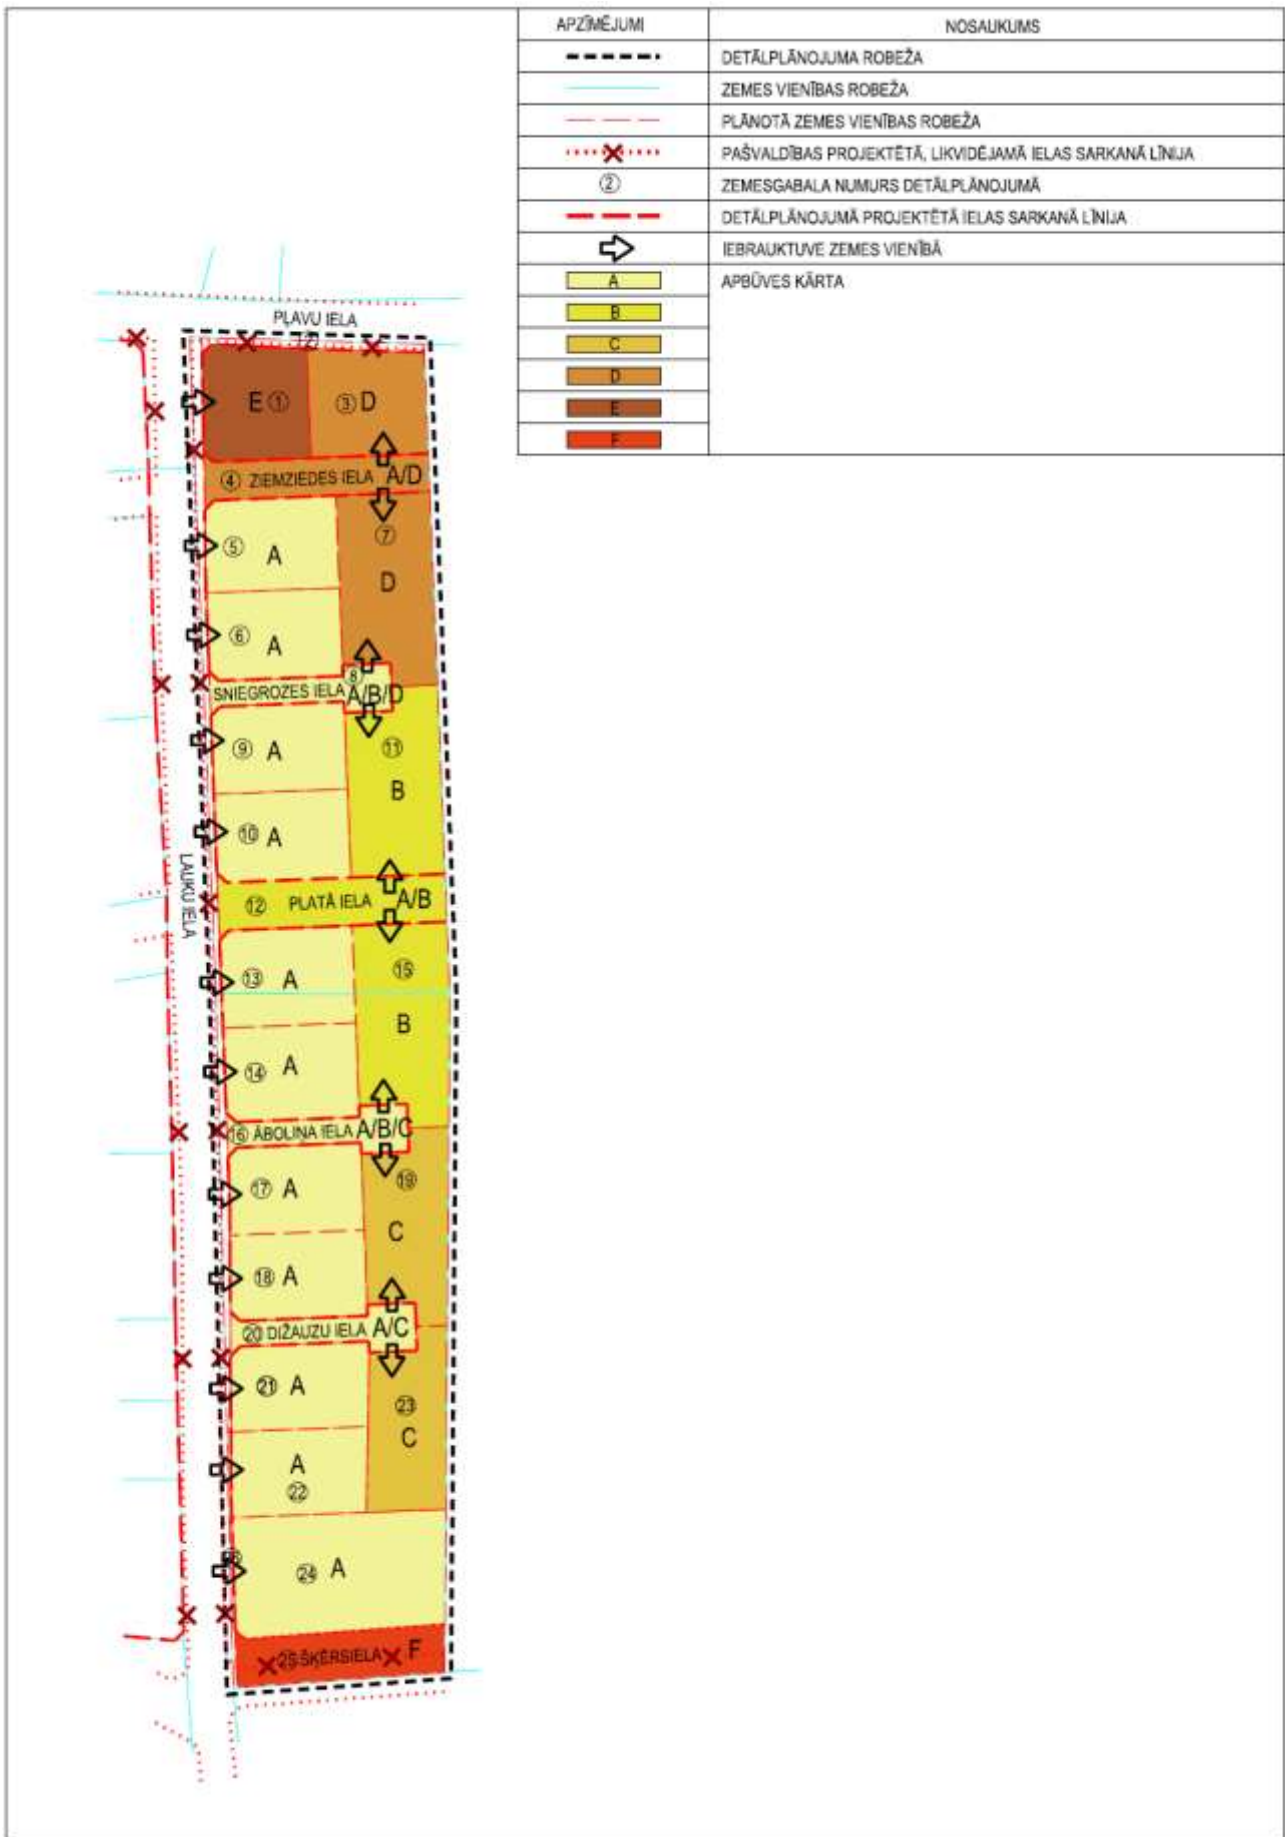 APZĪMĒJUMI NOSAUKUMS
DETĀLPLĀNOJUMA ROBEŽA
ZEMES VIENĪBAS ROBEŽA
PLĀNOTĀ ZEMES VIENĪBAS ROBEŽA
PAŠVALDĪBAS PROJEKTĒTĀ, LIKVIDĒJAMĀ IELAS SARKANĀ LĪNIJA
② ZEMESGABALA NUMURS DETĀLPLĀNOJUMĀ
DETĀLPLĀNOJUMĀ PROJEKTĒTĀ IELAS SARKANĀ LĪNIJA
IEBRAUKTUVE ZEMES VIENĪBĀ
A APBŪVES KĀRTA
B
C
D
E
F
PĻAVU IELA
②
E ① ③ D
④ ZIEMZIEDES IELA A/D
⑤ A
⑦
D
⑥ A
⑧
SNIEGROZES IELA A/B/D
⑨ A
⑪
B
⑩ A
LAUKU IELA
⑫ PLATĀ IELA A/B
⑬ A
⑮
B
⑭ A
⑯ ĀBOLIŅA IELA A/B/C
⑰ A
⑲
C
⑱ A
⑳ DIŽAUZU IELA A/C
㉑ A
㉓
C
A
㉒
㉔ A
㉕ ŠĶĒRSIELA F